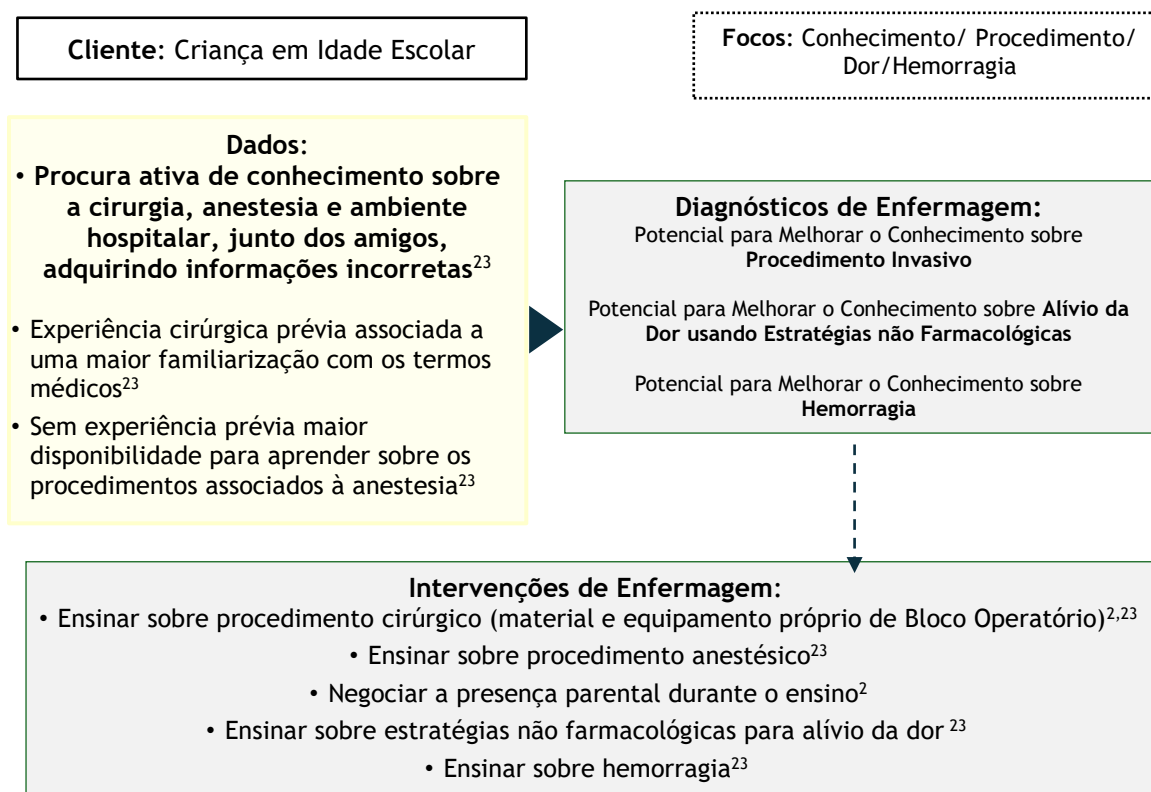 Cliente: Criança em Idade Escolar
Focos: Conhecimento/ Procedimento/
Dor/Hemorragia
Dados:
• Procura ativa de conhecimento sobre
a cirurgia, anestesia e ambiente
hospitalar, junto dos amigos,
adquirindo informações incorretas23
• Experiência cirúrgica prévia associada a
uma maior familiarização com os termos
médicos23
• Sem experiência prévia maior
disponibilidade para aprender sobre os
procedimentos associados à anestesia23
Diagnósticos de Enfermagem:
Potencial para Melhorar o Conhecimento sobre
Procedimento Invasivo
Potencial para Melhorar o Conhecimento sobre Alívio da
Dor usando Estratégias não Farmacológicas
Potencial para Melhorar o Conhecimento sobre
Hemorragia
Intervenções de Enfermagem:
• Ensinar sobre procedimento cirúrgico (material e equipamento próprio de Bloco Operatório)2,23
• Ensinar sobre procedimento anestésico23
• Negociar a presença parental durante o ensino2
• Ensinar sobre estratégias não farmacológicas para alívio da dor 23
• Ensinar sobre hemorragia23